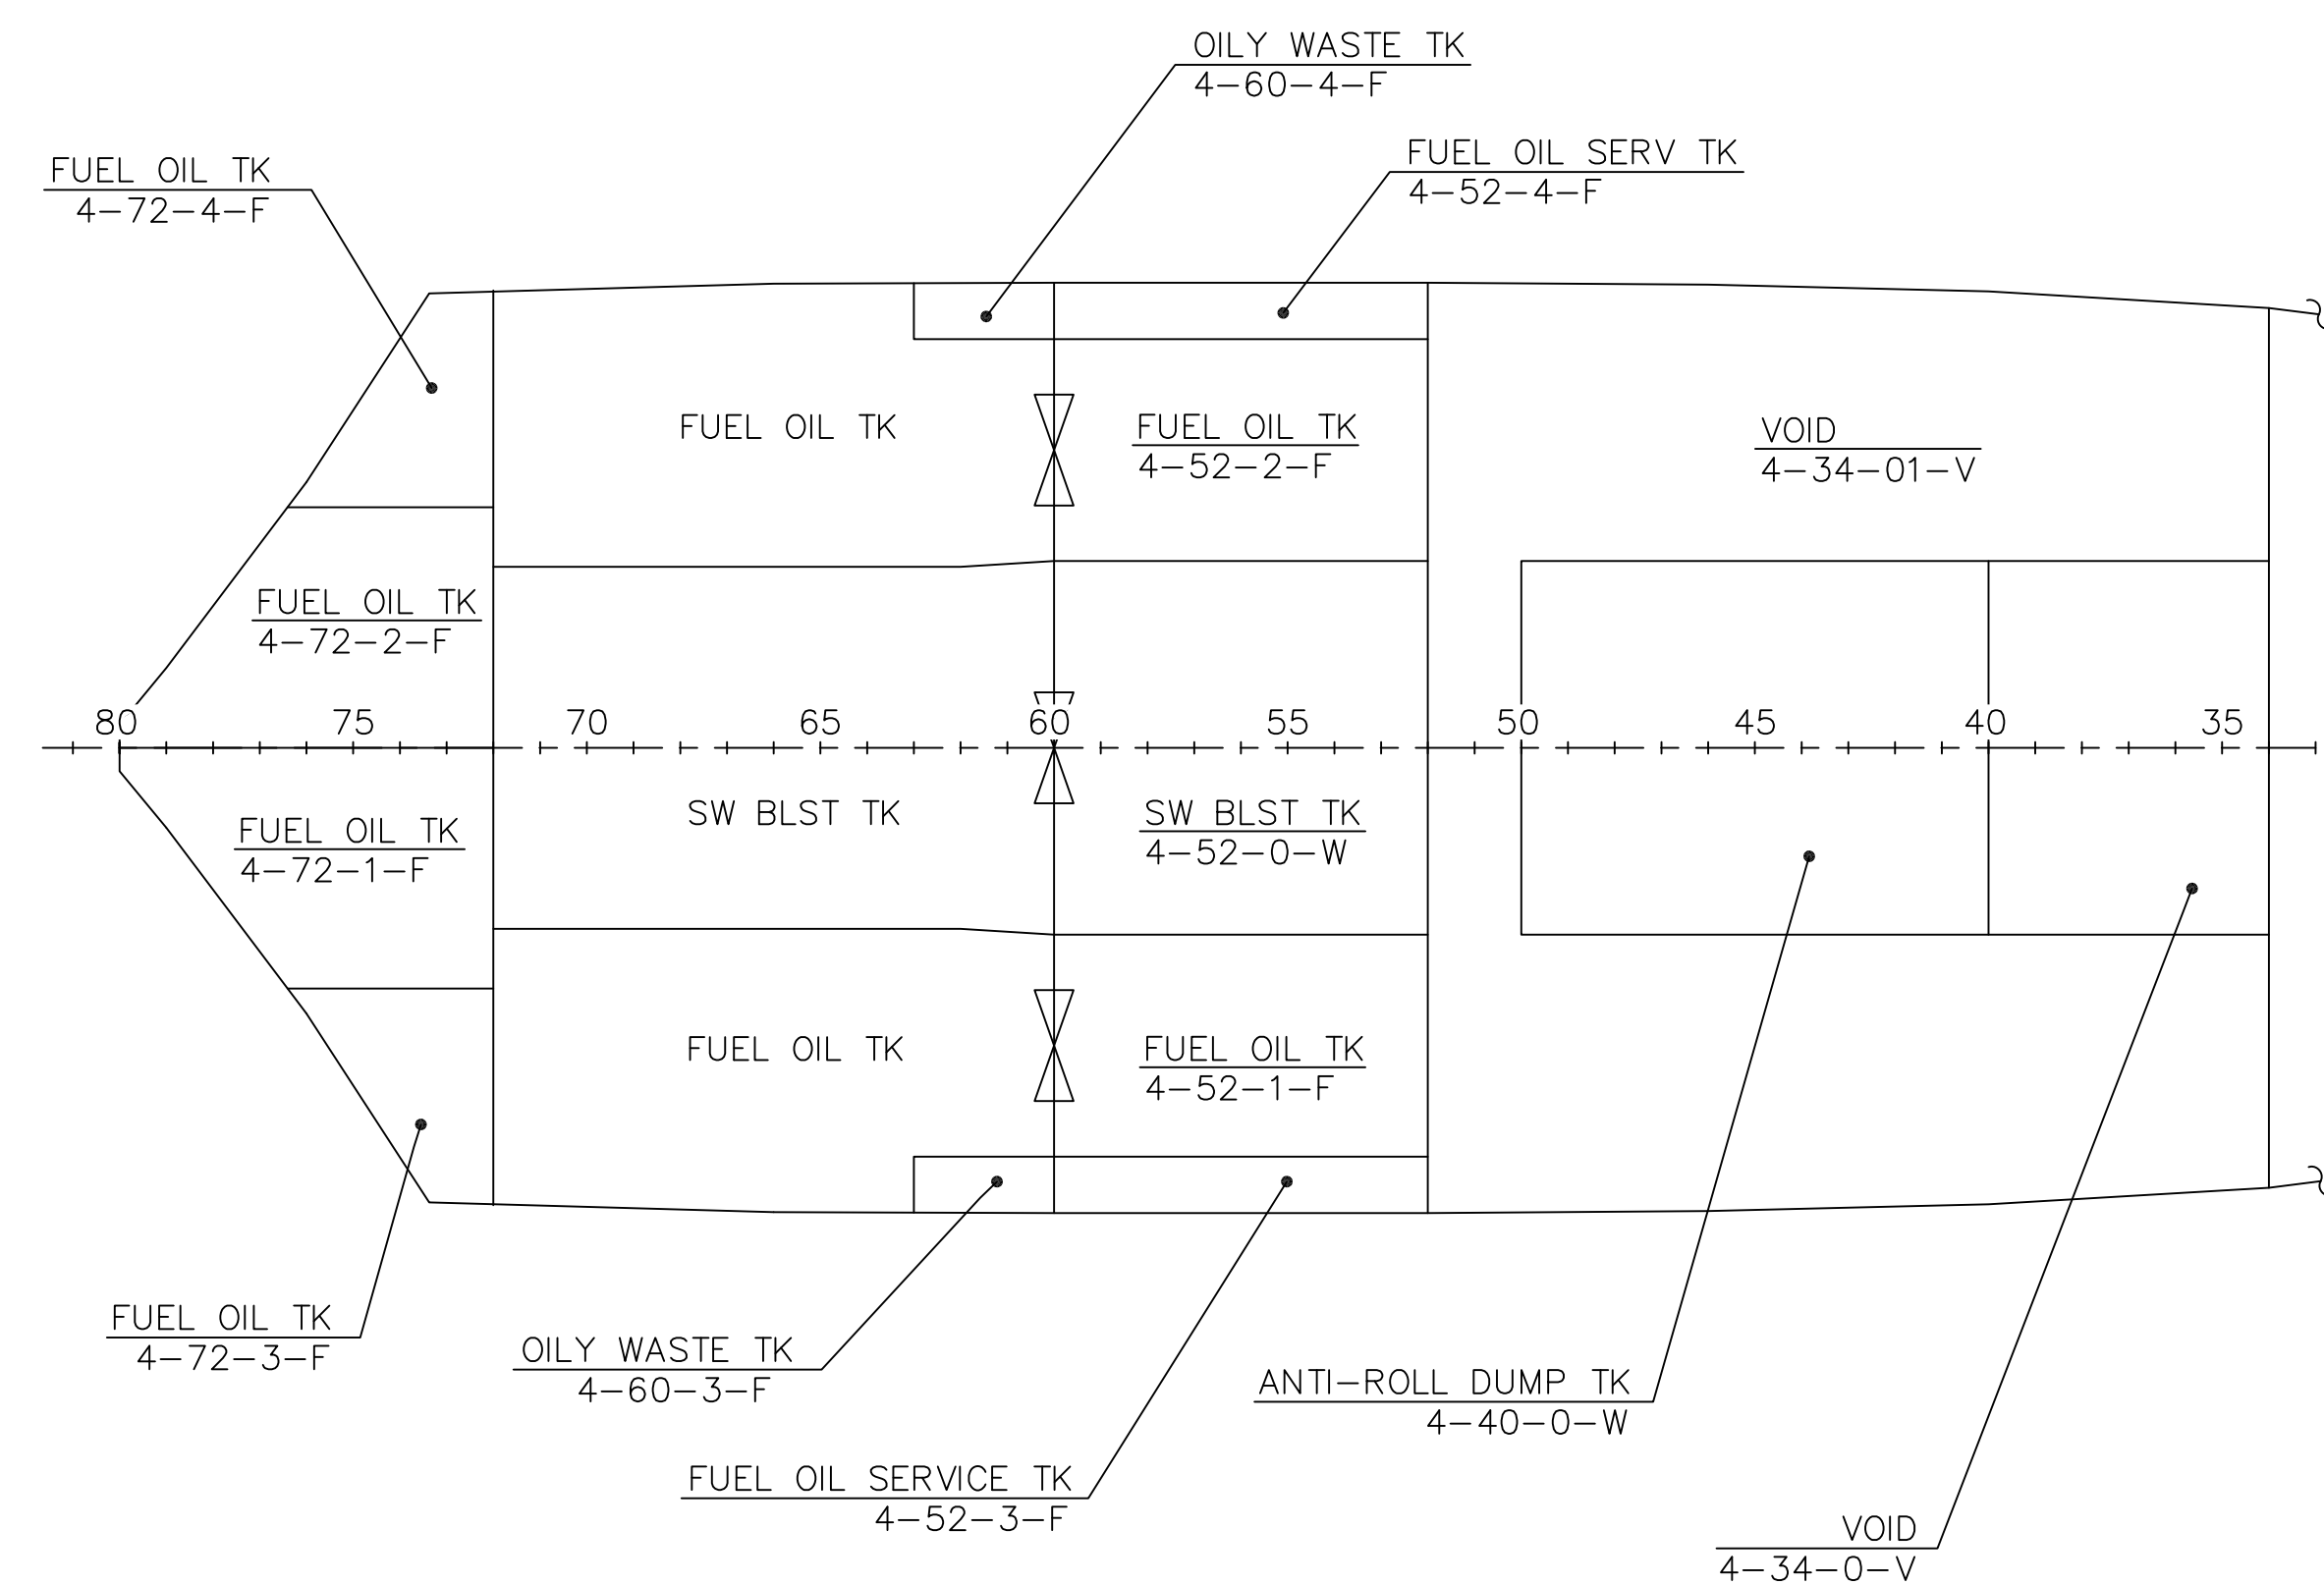 OILY WASTE TK
4-60-4-F
FUEL OIL SERV TK
4-52-4-F
FUEL OIL TK
4-72-4-F
FUEL OIL TK
FUEL OIL TK
4-52-2-F
VOID
4-34-01-V
FUEL OIL TK
4-72-2-F
80 75 70 65 60 55 50 45 40 35
SW BLST TK
SW BLST TK
4-52-0-W
FUEL OIL TK
4-72-1-F
FUEL OIL TK
FUEL OIL TK
4-52-1-F
FUEL OIL TK
4-72-3-F
OILY WASTE TK
4-60-3-F
ANTI-ROLL DUMP TK
4-40-0-W
FUEL OIL SERVICE TK
4-52-3-F
VOID
4-34-0-V